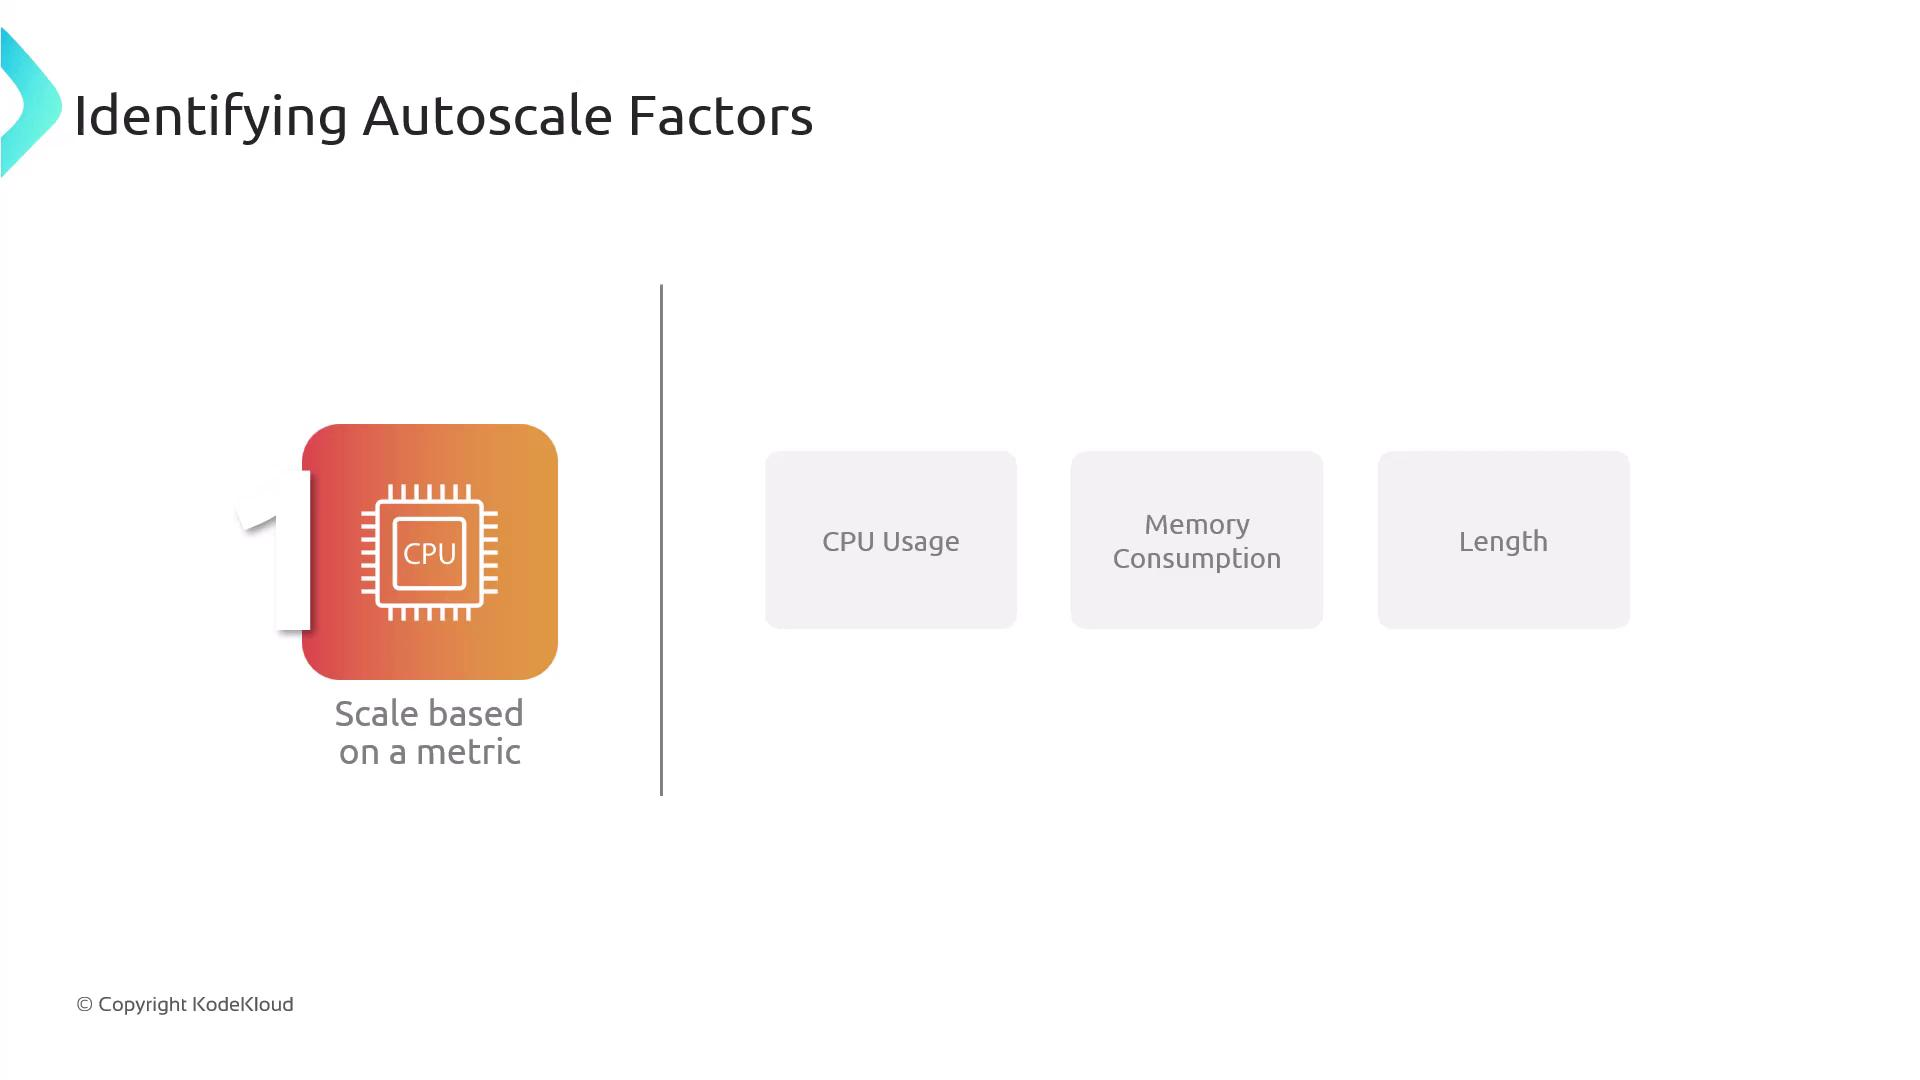 Identifying Autoscale Factors
1
CPU
Scale based
on a metric
CPU Usage
Memory
Consumption
Length
© Copyright KodeKloud